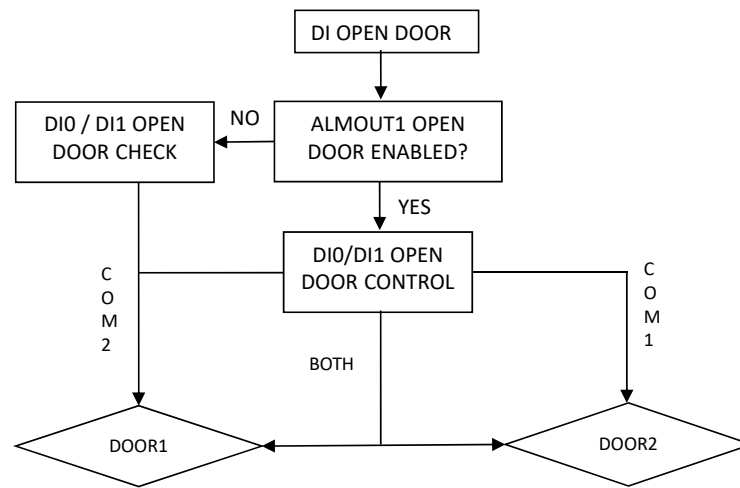 DI OPEN DOOR
NO
DI0 / DI1 OPEN
DOOR CHECK
ALMOUT1 OPEN
DOOR ENABLED?
YES
DI0/DI1 OPEN
DOOR CONTROL
C
O
M
2
C
O
M
1
BOTH
DOOR1
DOOR2